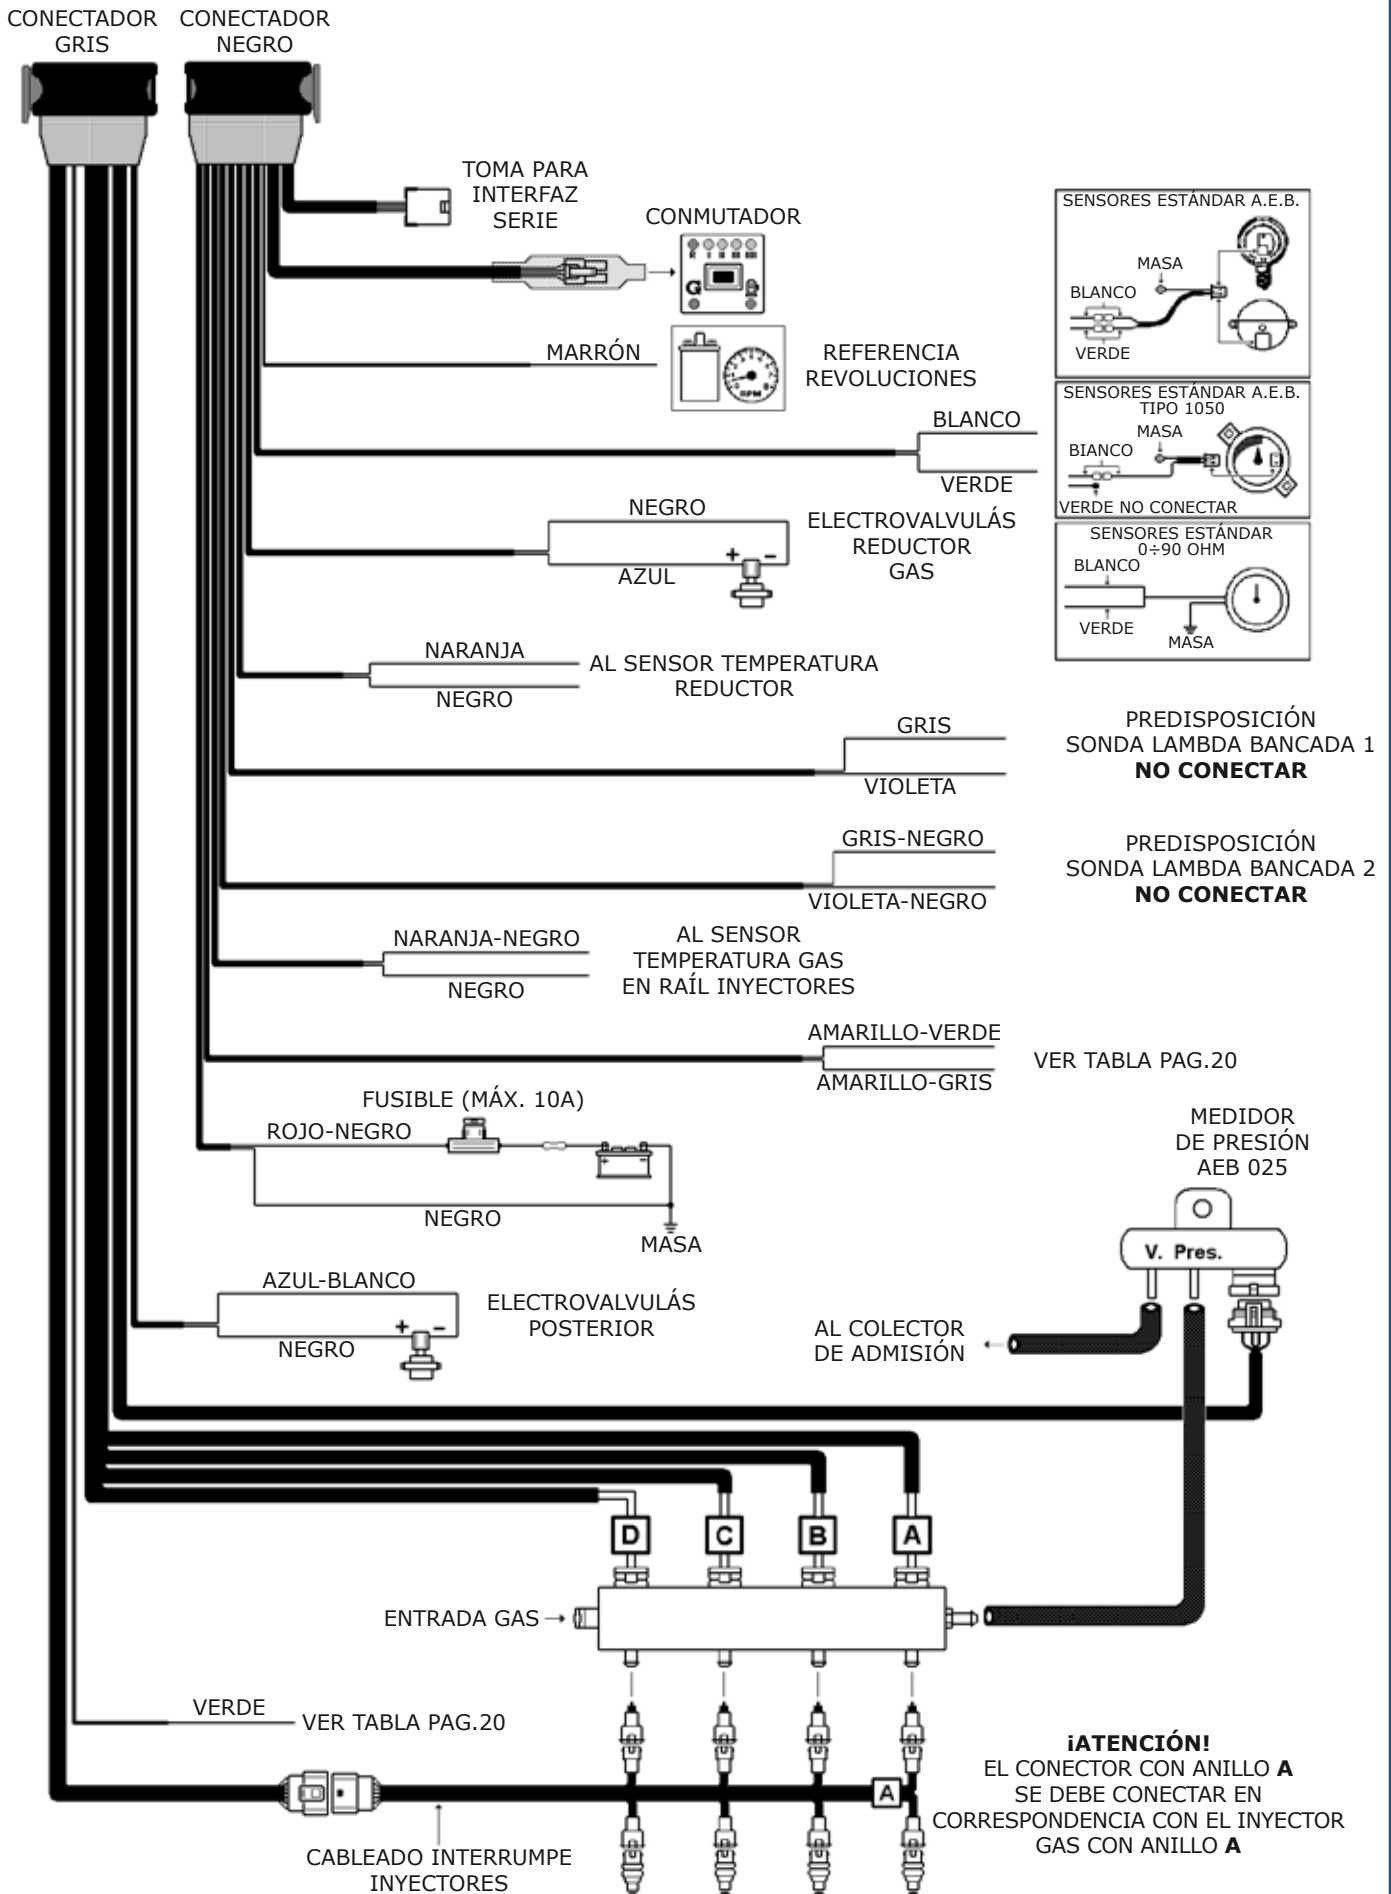 CONECTADOR
GRIS
CONECTADOR
NEGRO
TOMA PARA
INTERFAZ
SERIE
CONMUTADOR
R I II III IIII
G
MARRÓN
RPM
REFERENCIA
REVOLUCIONES
SENSORES ESTÁNDAR A.E.B.
MASA
BLANCO
VERDE
SENSORES ESTÁNDAR A.E.B.
TIPO 1050
MASA
BIANCO
VERDE NO CONECTAR
SENSORES ESTÁNDAR
0÷90 OHM
BLANCO
VERDE
MASA
BLANCO
VERDE
NEGRO
+ −
AZUL
ELECTROVALVULÁS
REDUCTOR
GAS
NARANJA
NEGRO
AL SENSOR TEMPERATURA
REDUCTOR
GRIS
VIOLETA
PREDISPOSICIÓN
SONDA LAMBDA BANCADA 1
NO CONECTAR
GRIS-NEGRO
VIOLETA-NEGRO
PREDISPOSICIÓN
SONDA LAMBDA BANCADA 2
NO CONECTAR
NARANJA-NEGRO
NEGRO
AL SENSOR
TEMPERATURA GAS
EN RAÍL INYECTORES
AMARILLO-VERDE
AMARILLO-GRIS
VER TABLA PAG.20
FUSIBLE (MÁX. 10A)
ROJO-NEGRO
+ −
NEGRO
MASA
MEDIDOR
DE PRESIÓN
AEB 025
V. Pres.
AZUL-BLANCO
+ −
NEGRO
ELECTROVALVULÁS
POSTERIOR
AL COLECTOR
DE ADMISIÓN
D C B A
ENTRADA GAS
VERDE
VER TABLA PAG.20
A
CABLEADO INTERRUMPE
INYECTORES
¡ATENCIÓN!
EL CONECTOR CON ANILLO A
SE DEBE CONECTAR EN
CORRESPONDENCIA CON EL INYECTOR
GAS CON ANILLO A